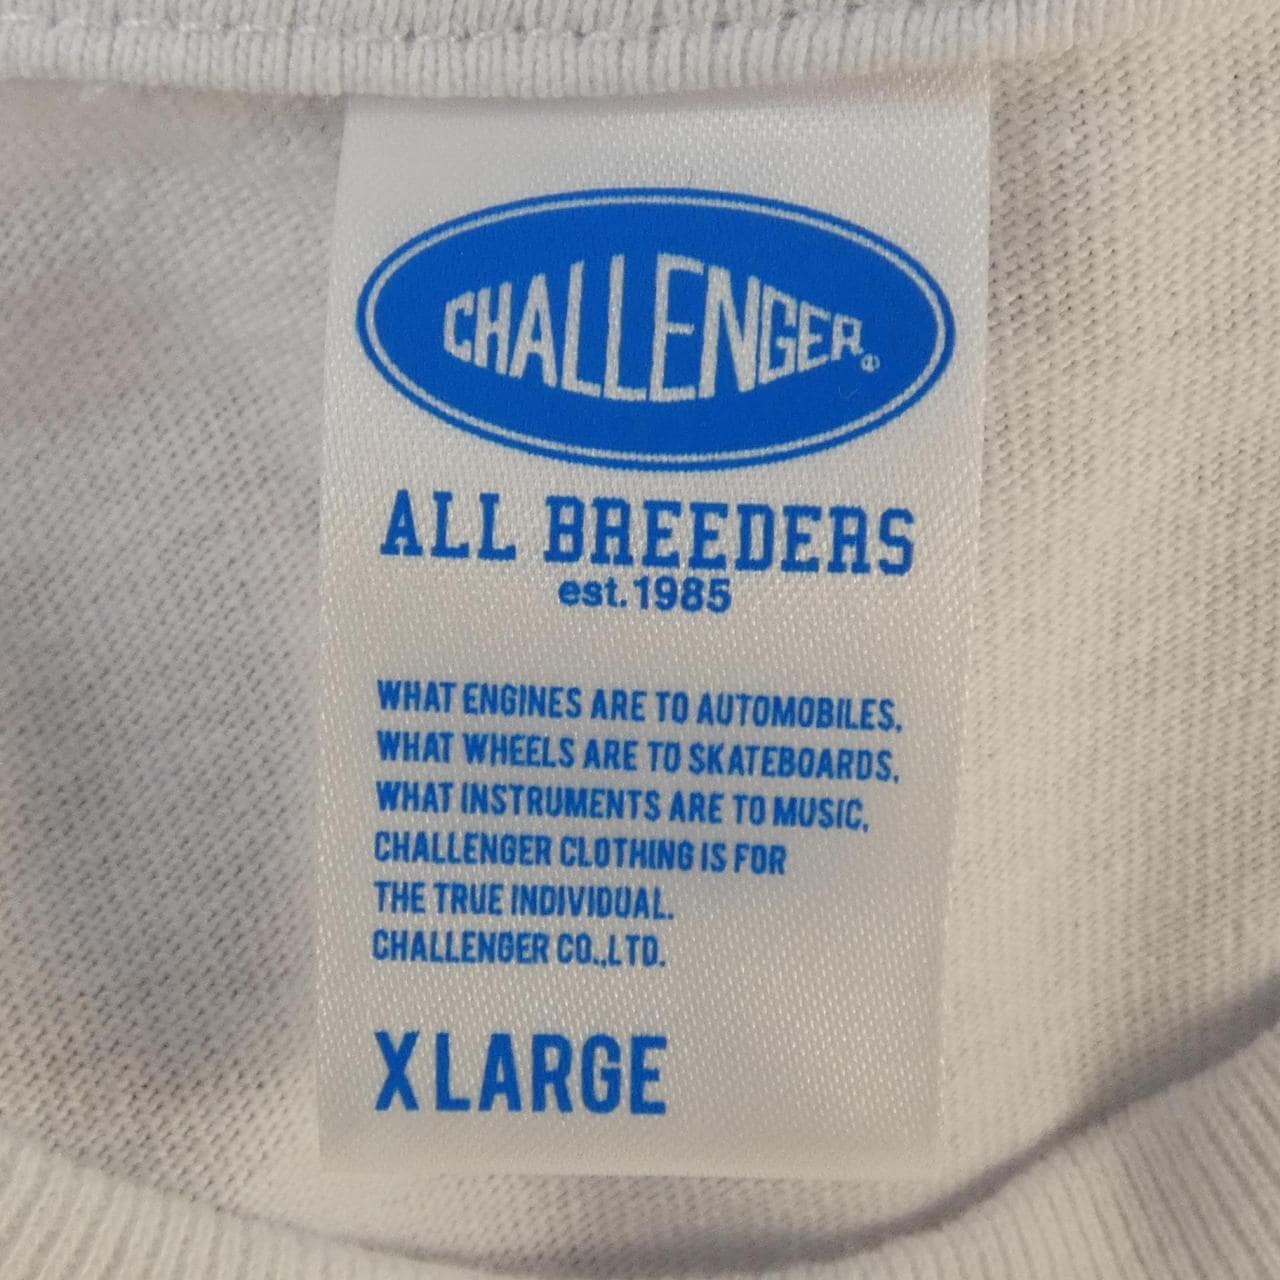 CHALLENGER®
ALL BREEDERS
est.1985
WHAT ENGINES ARE TO AUTOMOBILES,
WHAT WHEELS ARE TO SKATEBOARDS,
WHAT INSTRUMENTS ARE TO MUSIC,
CHALLENGER CLOTHING IS FOR
THE TRUE INDIVIDUAL.
CHALLENGER CO.,LTD.
XLARGE